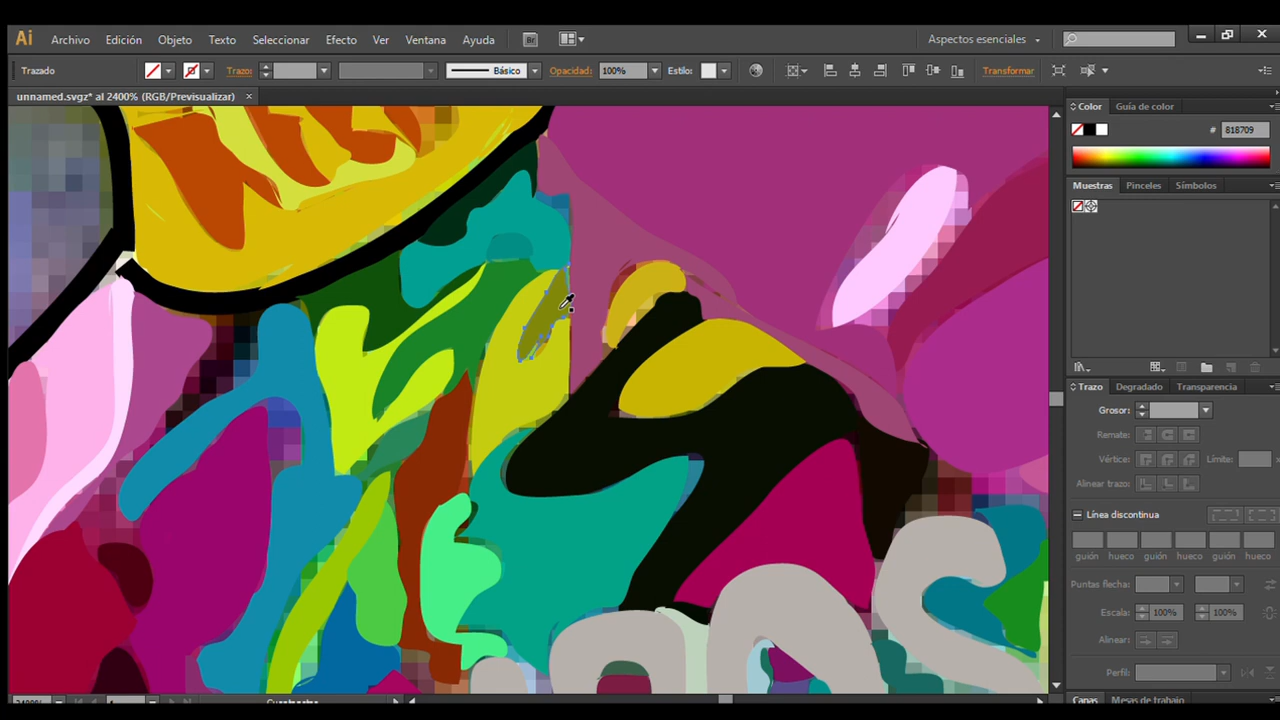 Ai Archivo Edición Objeto Texto Seleccionar Efecto Ver Ventana Ayuda Br Aspectos esenciales
Trazado Trazo: Básico Opacidad: 100% Estilo: Transformar
unnamed.svgz* al 2400% (RGB/Previsualizar) ×
Color Guía de color
# 818709
Muestras Pinceles Símbolos
Trazo Degradado Transparencia
Grosor:
Remate:
Vértice: Límite:
Alinear trazo:
Línea discontinua
guión hueco guión hueco guión hueco
Puntas flecha:
Escala: 100% 100%
Alinear:
Perfil:
Capas Mesas de trabajo